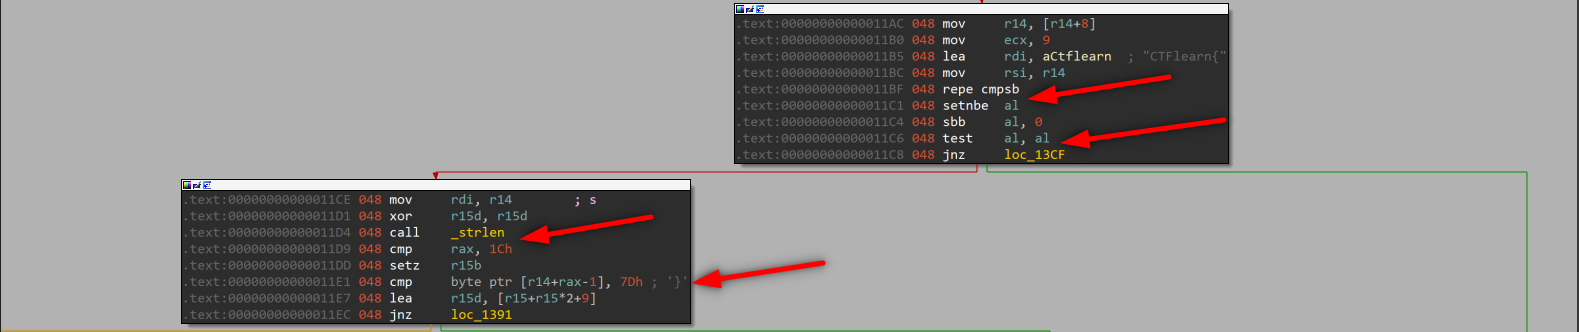 .text:00000000000011AC 048 mov r14, [r14+8]
.text:00000000000011B0 048 mov ecx, 9
.text:00000000000011B5 048 lea rdi, aCtflearn ; "CTFlearn{"
.text:00000000000011BC 048 mov rsi, r14
.text:00000000000011BF 048 repe cmpsb
.text:00000000000011C1 048 setnbe al
.text:00000000000011C4 048 sbb al, 0
.text:00000000000011C6 048 test al, al
.text:00000000000011C8 048 jnz loc_13CF
.text:00000000000011CE 048 mov rdi, r14 ; s
.text:00000000000011D1 048 xor r15d, r15d
.text:00000000000011D4 048 call _strlen
.text:00000000000011D9 048 cmp rax, 1Ch
.text:00000000000011DD 048 setz r15b
.text:00000000000011E1 048 cmp byte ptr [r14+rax-1], 7Dh ; '}'
.text:00000000000011E7 048 lea r15d, [r15+r15*2+9]
.text:00000000000011EC 048 jnz loc_1391